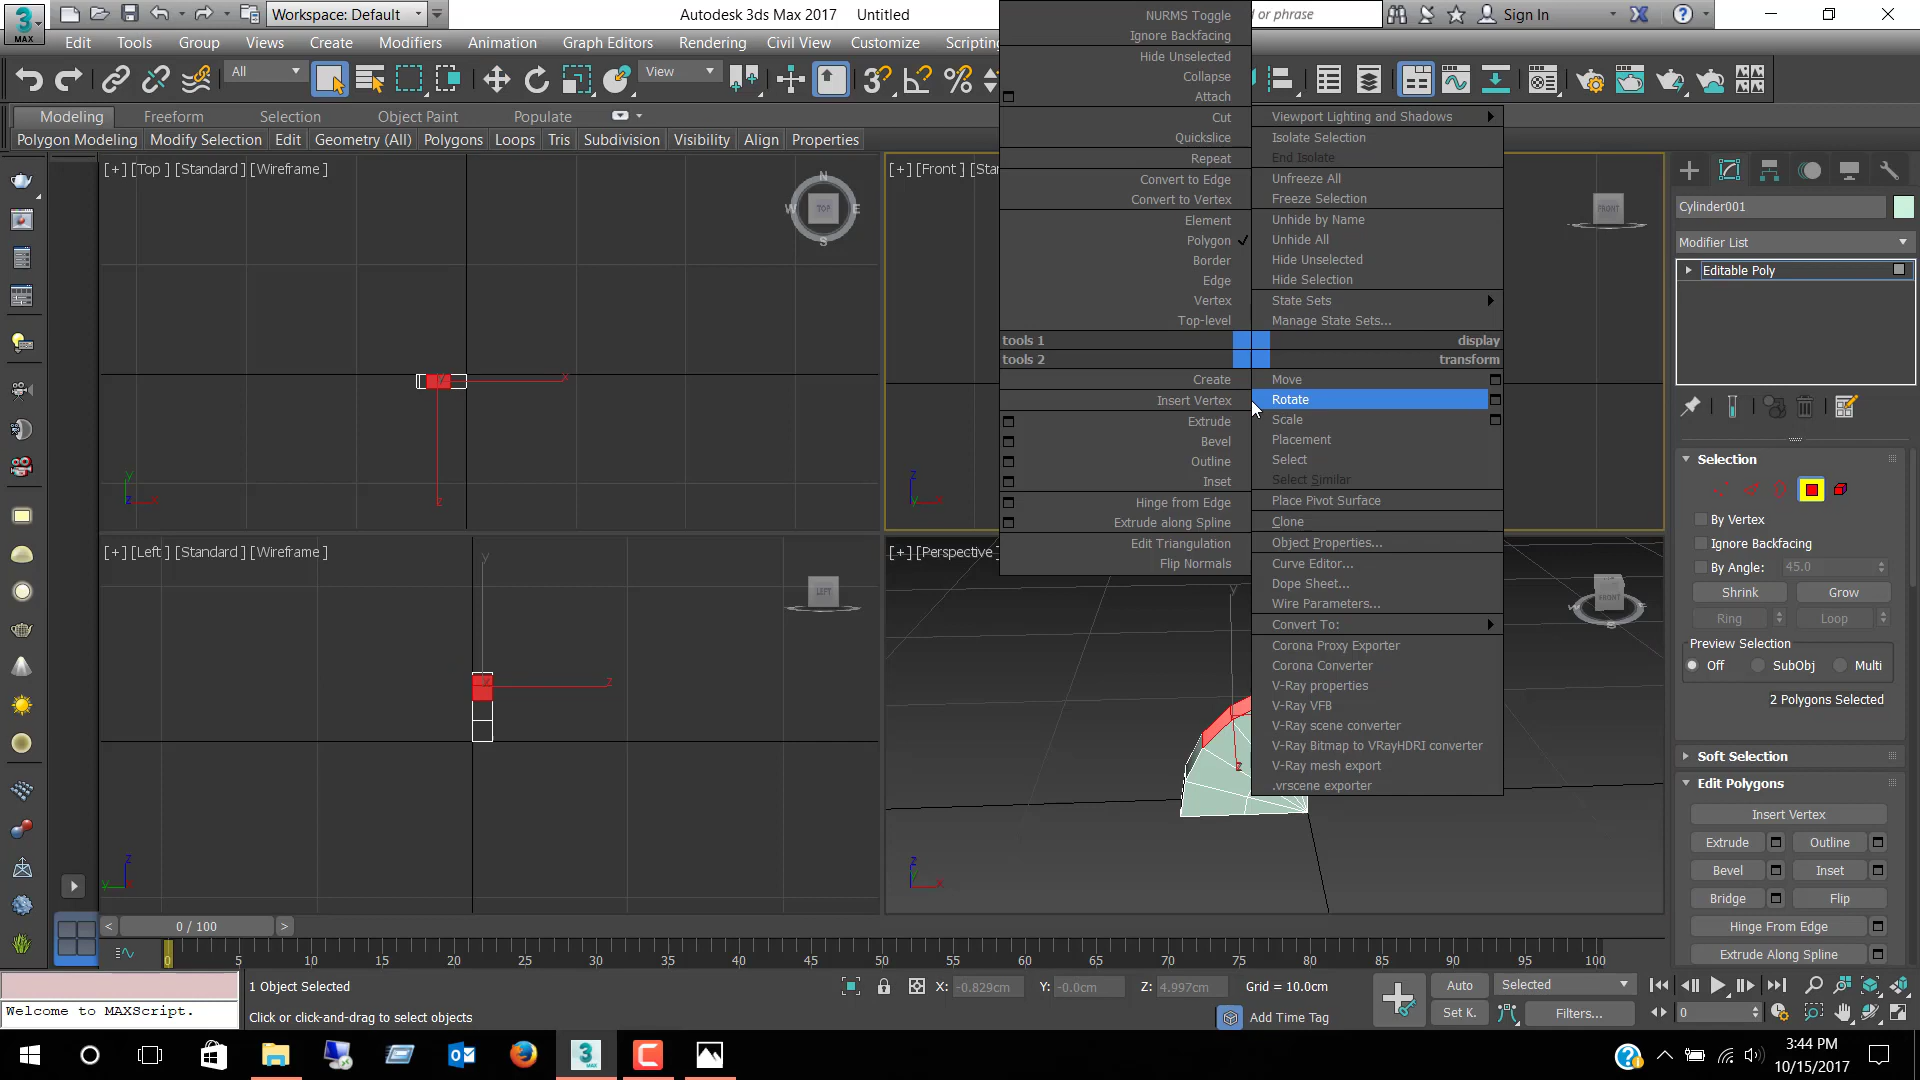 Workspace: Default
Autodesk 3ds Max 2017 Untitled
or phrase
Sign In
3
MAX
Edit Tools Group Views Create Modifiers Animation Graph Editors Rendering Civil View Customize Scripting
All
View
Modeling Freeform Selection Object Paint Populate
Polygon Modeling Modify Selection Edit Geometry (All) Polygons Loops Tris Subdivision Visibility Align Properties
[+] [Top ] [Standard ] [Wireframe ]
[+] [Front ] [Sta
[+] [Left ] [Standard ] [Wireframe ]
[+] [Perspective
N
W TOP E
S
FRONT
LEFT
FRONT
NURMS Toggle
Ignore Backfacing
Hide Unselected
Collapse
Attach
Cut
Quickslice
Repeat
Convert to Edge
Convert to Vertex
Element
Polygon
Border
Edge
Vertex
Top-level
tools 1
tools 2
Create
Insert Vertex
Extrude
Bevel
Outline
Inset
Hinge from Edge
Extrude along Spline
Edit Triangulation
Flip Normals
Viewport Lighting and Shadows
Isolate Selection
End Isolate
Unfreeze All
Freeze Selection
Unhide by Name
Unhide All
Hide Unselected
Hide Selection
State Sets
Manage State Sets...
display
transform
Move
Rotate
Scale
Placement
Select
Select Similar
Place Pivot Surface
Clone
Object Properties...
Curve Editor...
Dope Sheet...
Wire Parameters...
Convert To:
Corona Proxy Exporter
Corona Converter
V-Ray properties
V-Ray VFB
V-Ray scene converter
V-Ray Bitmap to VRayHDRI converter
V-Ray mesh export
.vrscene exporter
Cylinder001
Modifier List
Editable Poly
Selection
By Vertex
Ignore Backfacing
By Angle: 45.0
Shrink Grow
Ring Loop
Preview Selection
Off SubObj Multi
2 Polygons Selected
Soft Selection
Edit Polygons
Insert Vertex
Extrude Outline
Bevel Inset
Bridge Flip
Hinge From Edge
Extrude Along Spline
< 0 / 100 >
0 5 10 15 20 25 30 35 40 45 50 55 60 65 70 75 80 85 90 95 100
Welcome to MAXScript.
1 Object Selected
Click or click-and-drag to select objects
X: -0.829cm Y: -0.0cm Z: 4.997cm Grid = 10.0cm
Add Time Tag
Auto Selected
Set K. Filters...
0
3:44 PM
10/15/2017